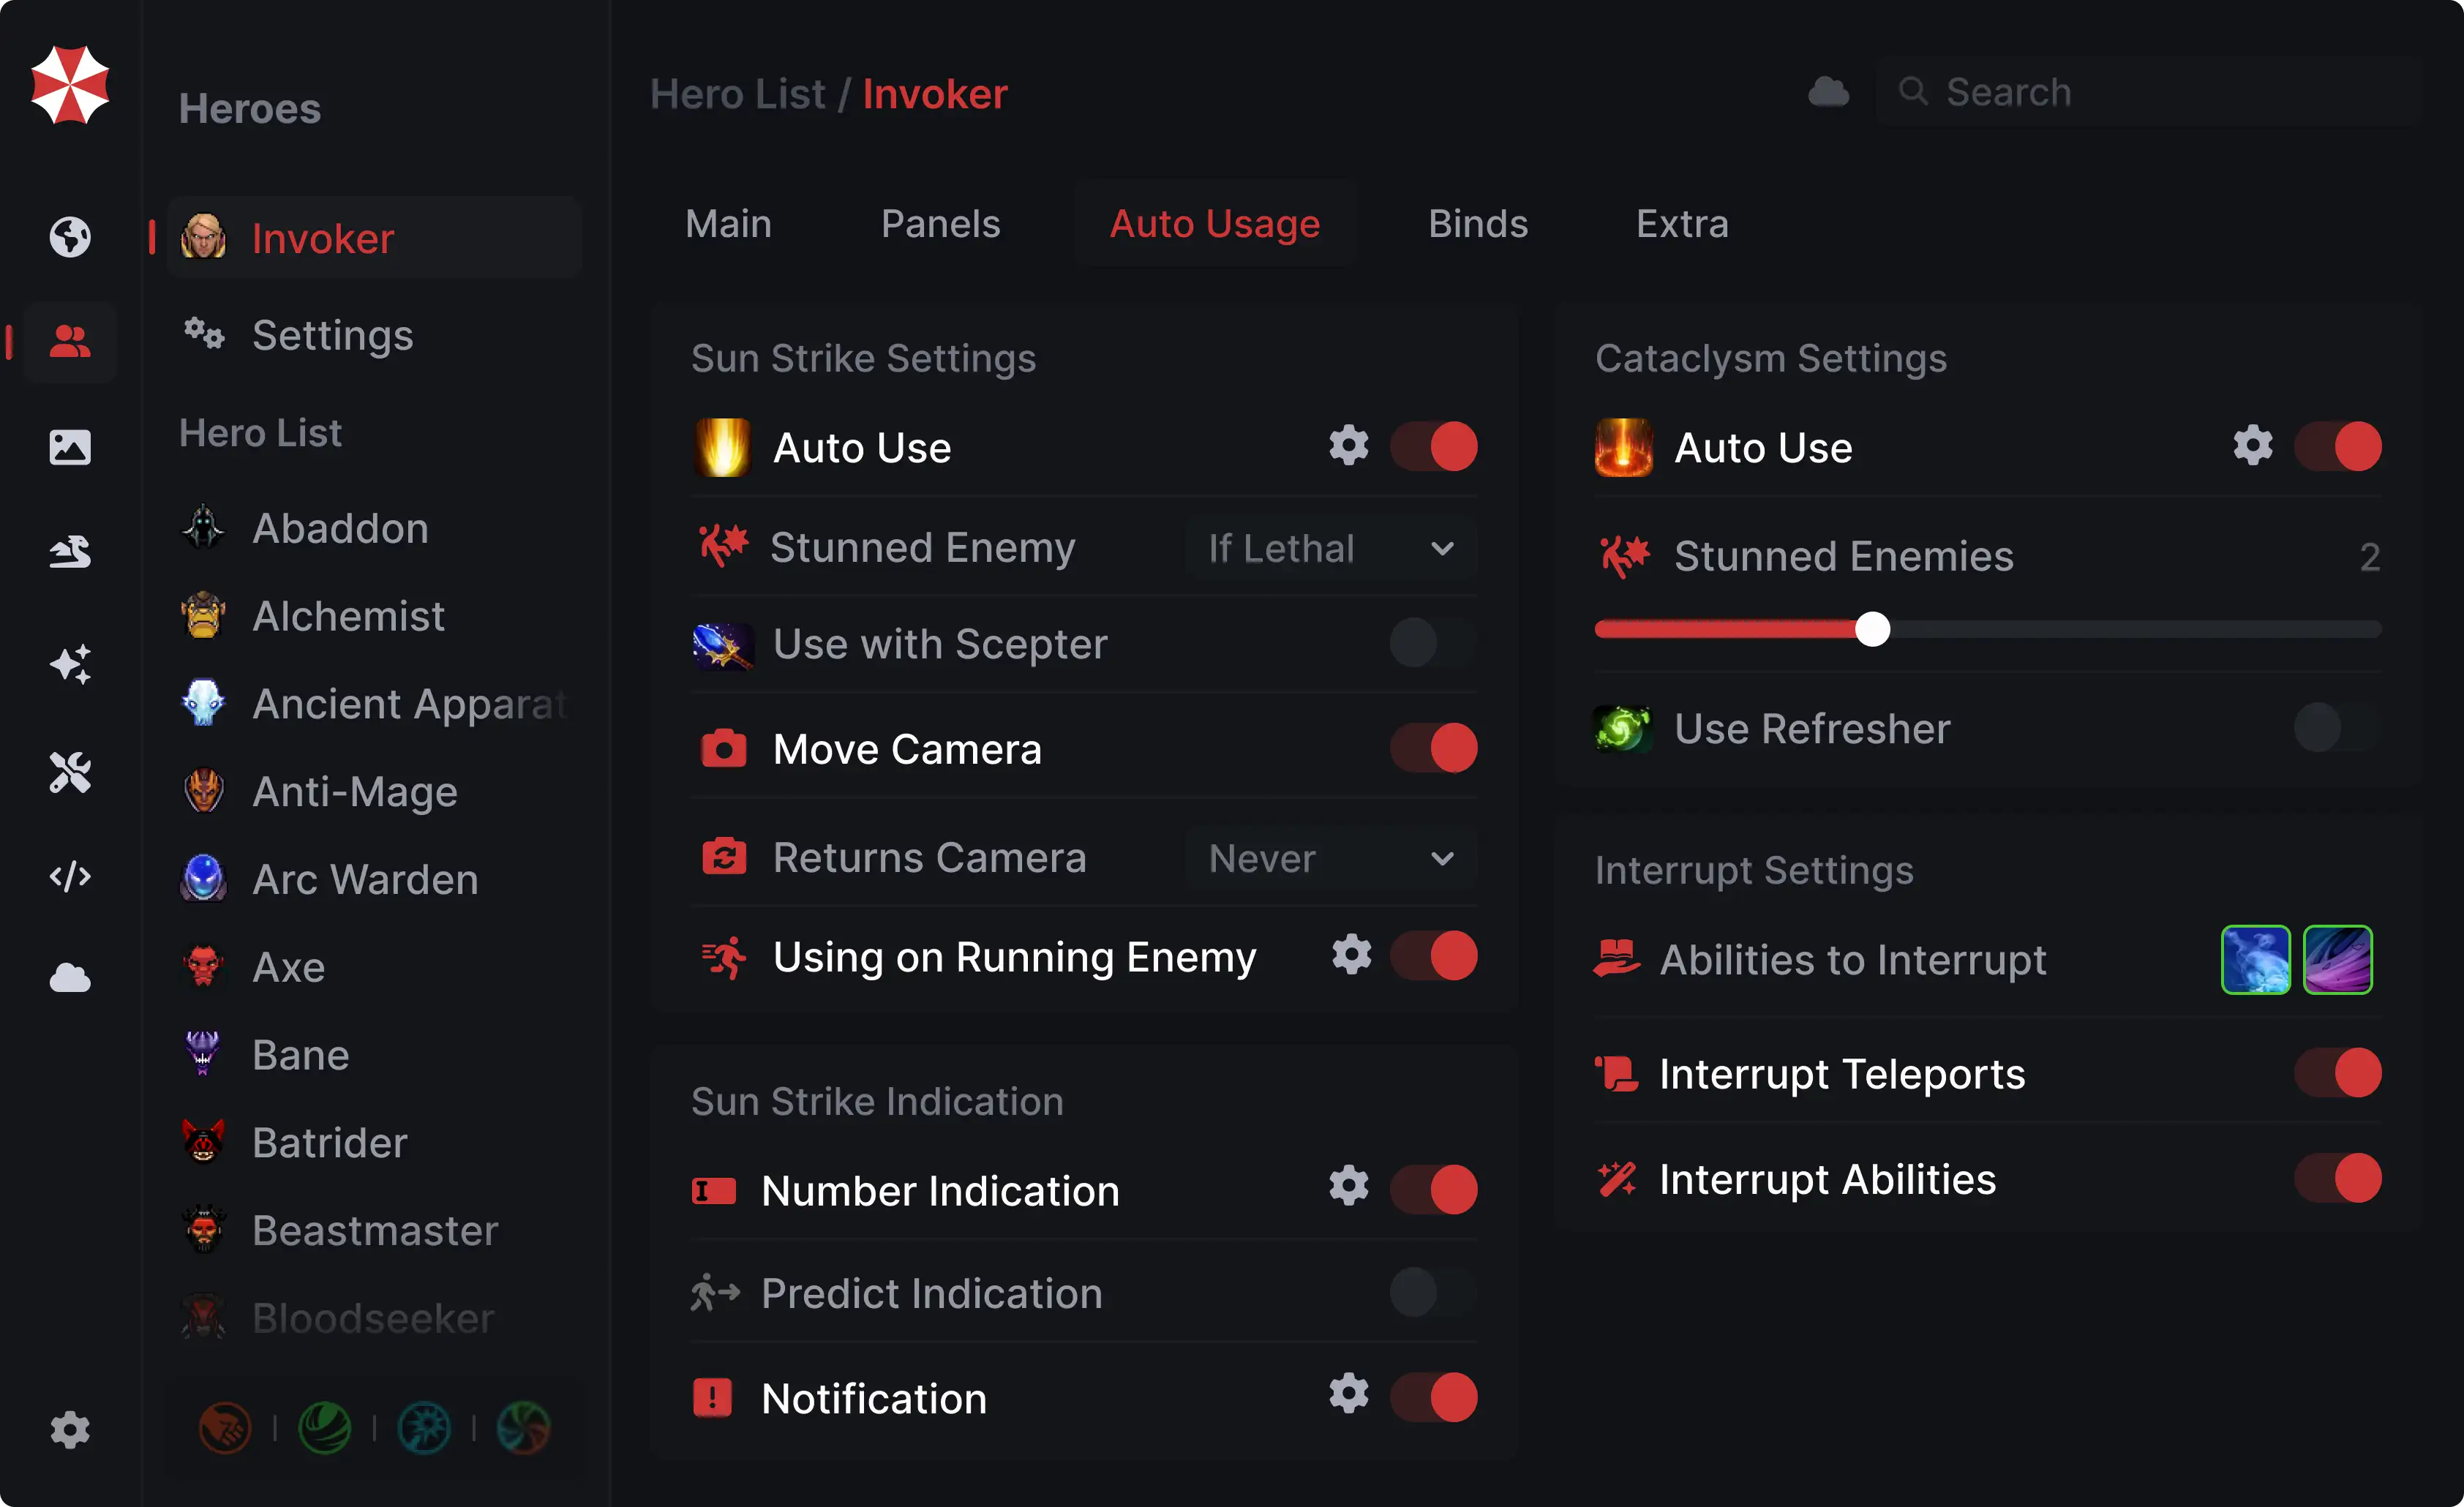 Heroes
Invoker
Settings
Hero List
Abaddon
Alchemist
Ancient Apparat
Anti-Mage
Arc Warden
Axe
Bane
Batrider
Beastmaster
Bloodseeker
Hero List / Invoker
Search
Main
Panels
Auto Usage
Binds
Extra
Sun Strike Settings
Auto Use
Stunned Enemy
If Lethal
Use with Scepter
Move Camera
Returns Camera
Never
Using on Running Enemy
Sun Strike Indication
Number Indication
Predict Indication
Notification
Cataclysm Settings
Auto Use
Stunned Enemies
2
Use Refresher
Interrupt Settings
Abilities to Interrupt
Interrupt Teleports
Interrupt Abilities